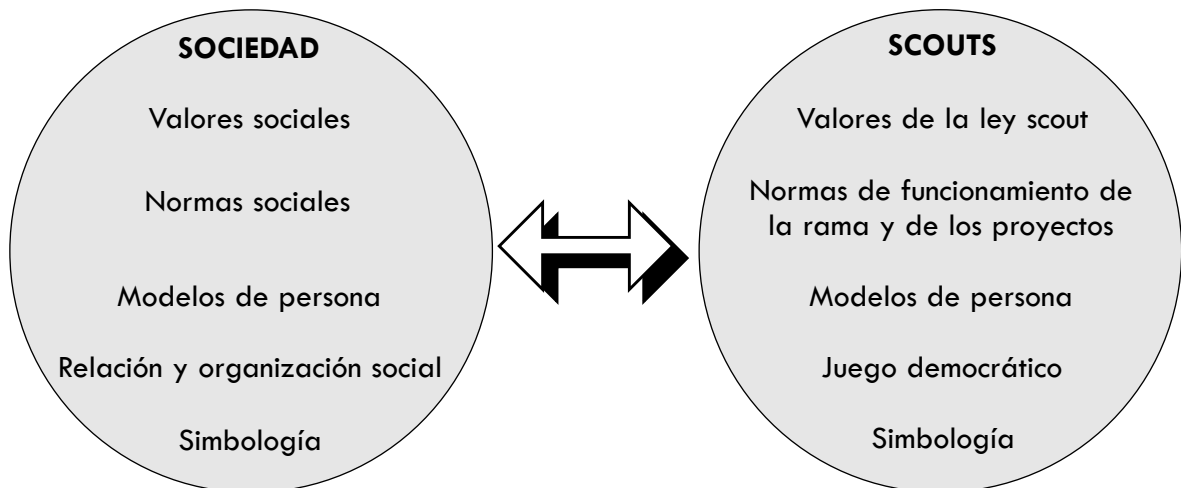 SOCIEDAD
Valores sociales
Normas sociales
Modelos de persona
Relación y organización social
Simbología
SCOUTS
Valores de la ley scout
Normas de funcionamiento de
la rama y de los proyectos
Modelos de persona
Juego democrático
Simbología